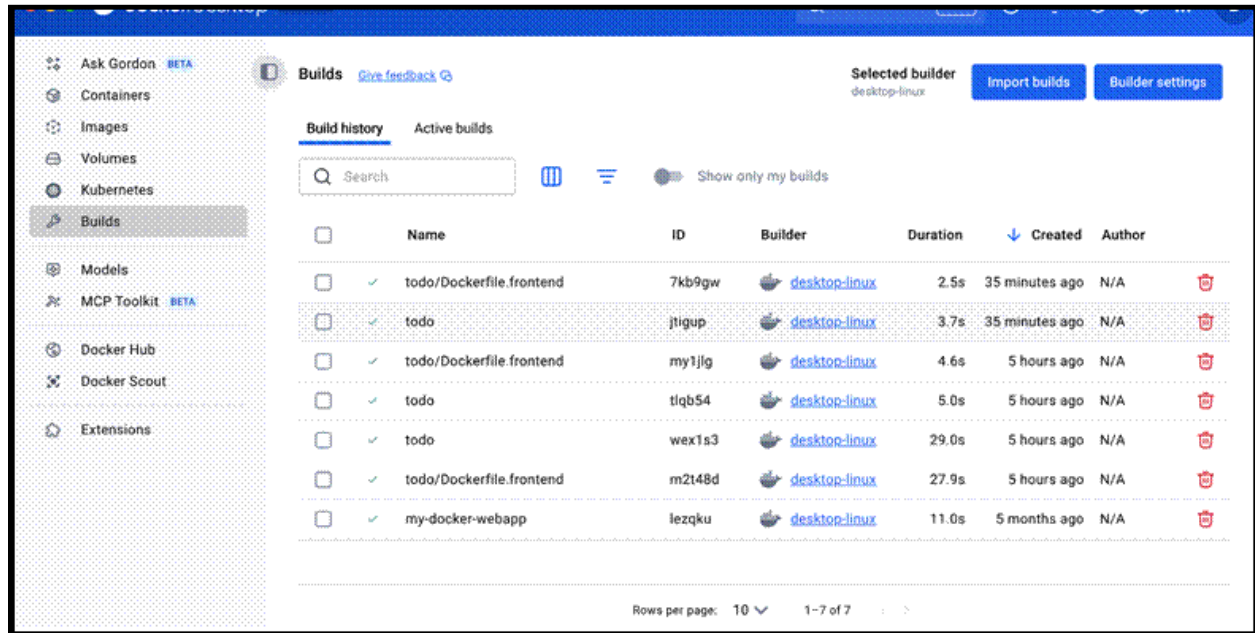 Ask Gordon BETA
Containers
Images
Volumes
Kubernetes
Builds
Models
MCP Toolkit BETA
Docker Hub
Docker Scout
Extensions
Builds Give feedback
Selected builder
desktop-linux
Import builds
Builder settings
Build history Active builds
Search
Show only my builds
Name ID Builder Duration Created Author
todo/Dockerfile.frontend 7kb9gw desktop-linux 2.5s 35 minutes ago N/A
todo jtigup desktop-linux 3.7s 35 minutes ago N/A
todo/Dockerfile.frontend my1jlg desktop-linux 4.6s 5 hours ago N/A
todo tlqb54 desktop-linux 5.0s 5 hours ago N/A
todo wex1s3 desktop-linux 29.0s 5 hours ago N/A
todo/Dockerfile.frontend m2t48d desktop-linux 27.9s 5 hours ago N/A
my-docker-webapp lezqku desktop-linux 11.0s 5 months ago N/A
Rows per page: 10 1–7 of 7